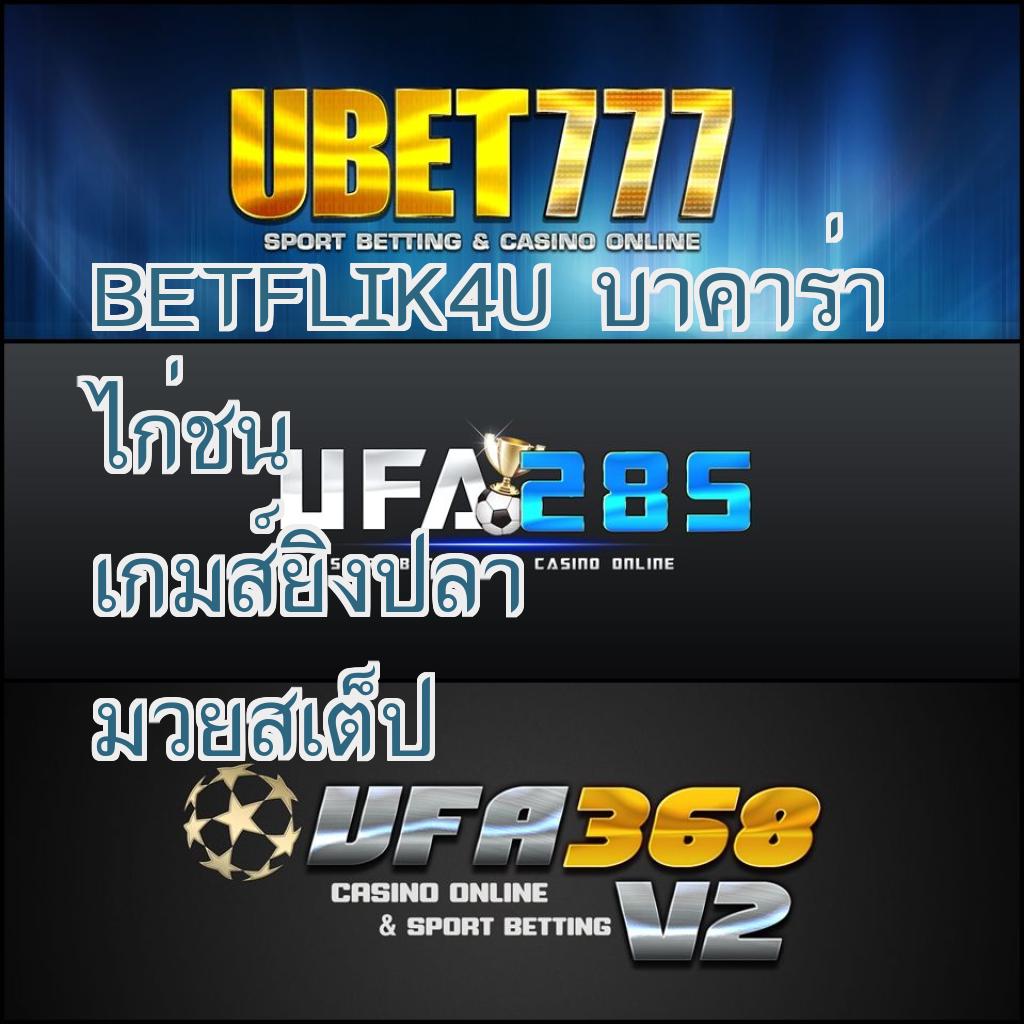 UBET777
SPORT BETTING & CASINO ONLINE
BETFLIK4U บาคาร่า
ไก่ชน
UFA285
CASINO ONLINE
เกมส์ยิงปลา
มวยสเต็ป
UFA368
CASINO ONLINE
& SPORT BETTING
V2